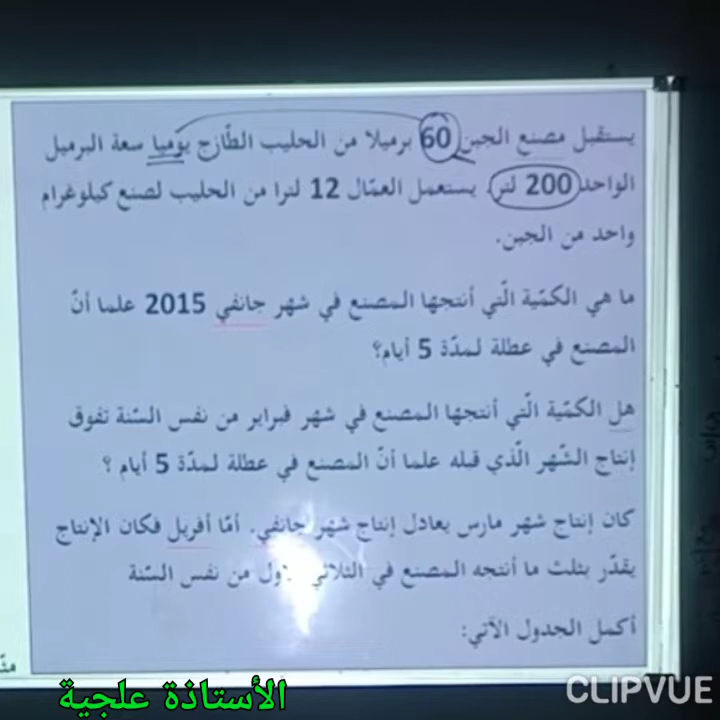 يستقبل مصنع الجبن 60 برميلا من الحليب الطّازج يوميا سعة البرميل
الواحد 200 لتر. يستعمل العمّال 12 لترا من الحليب لصنع كيلوغرام
واحد من الجبن.
ما هي الكمّية الّتي أنتجها المصنع في شهر جانفي 2015 علما أنّ
المصنع في عطلة لمدّة 5 أيام؟
هل الكمّية الّتي أنتجها المصنع في شهر فبراير من نفس السّنة تفوق
إنتاج الشّهر الّذي قبله علما أنّ المصنع في عطلة لمدّة 5 أيام ؟
كان إنتاج شهر مارس يعادل إنتاج شهر جانفي. أمّا أفريل فكان الإنتاج
يقدّر بثلث ما أنتجه المصنع في الثلاثي من نفس السّنة
أكمل الجدول الآتي:
الأستاذة علجية
CLIPVUE